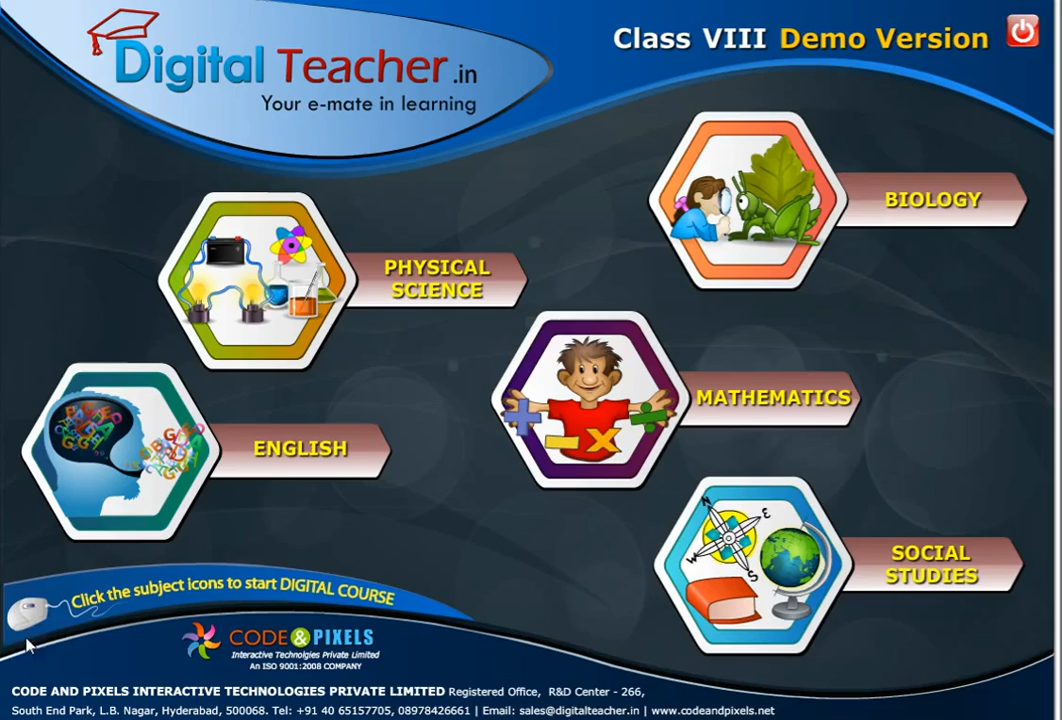 Digital Teacher.in
Your e-mate in learning
Class VIII Demo Version
BIOLOGY
PHYSICAL
SCIENCE
MATHEMATICS
ENGLISH
N
E
W
S
SOCIAL
STUDIES
Click the subject icons to start DIGITAL COURSE
CODE & PIXELS
Interactive Technolgies Private Limited
An ISO 9001:2008 COMPANY
CODE AND PIXELS INTERACTIVE TECHNOLOGIES PRIVATE LIMITED Registered Office, R&D Center - 266,
South End Park, L.B. Nagar, Hyderabad, 500068. Tel: +91 40 65157705, 08978426661 | Email: sales@digitalteacher.in | www.codeandpixels.net